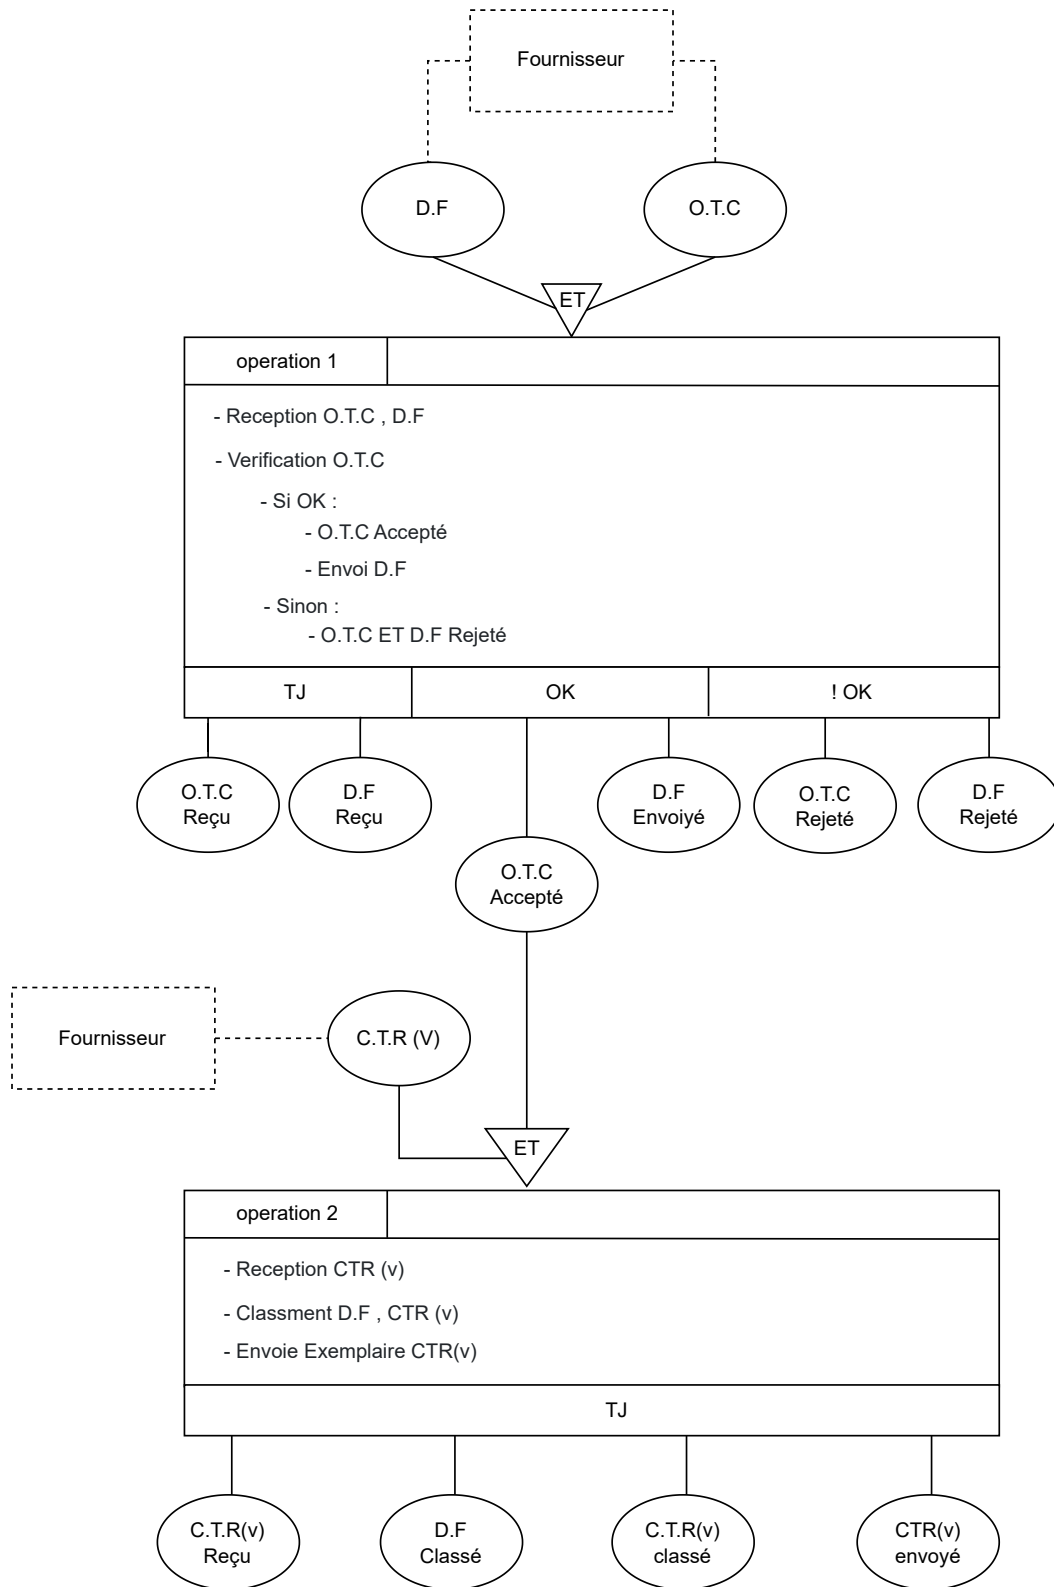 Fournisseur
D.F
O.T.C
ET
operation 1
- Reception O.T.C , D.F
- Verification O.T.C
- Si OK :
- O.T.C Accepté
- Envoi D.F
- Sinon :
- O.T.C ET D.F Rejeté
TJ
OK
! OK
O.T.C
Reçu
D.F
Reçu
D.F
Envoiyé
O.T.C
Rejeté
D.F
Rejeté
O.T.C
Accepté
Fournisseur
C.T.R (V)
ET
operation 2
- Reception CTR (v)
- Classment D.F , CTR (v)
- Envoie Exemplaire CTR(v)
TJ
C.T.R(v)
Reçu
D.F
Classé
C.T.R(v)
classé
CTR(v)
envoyé